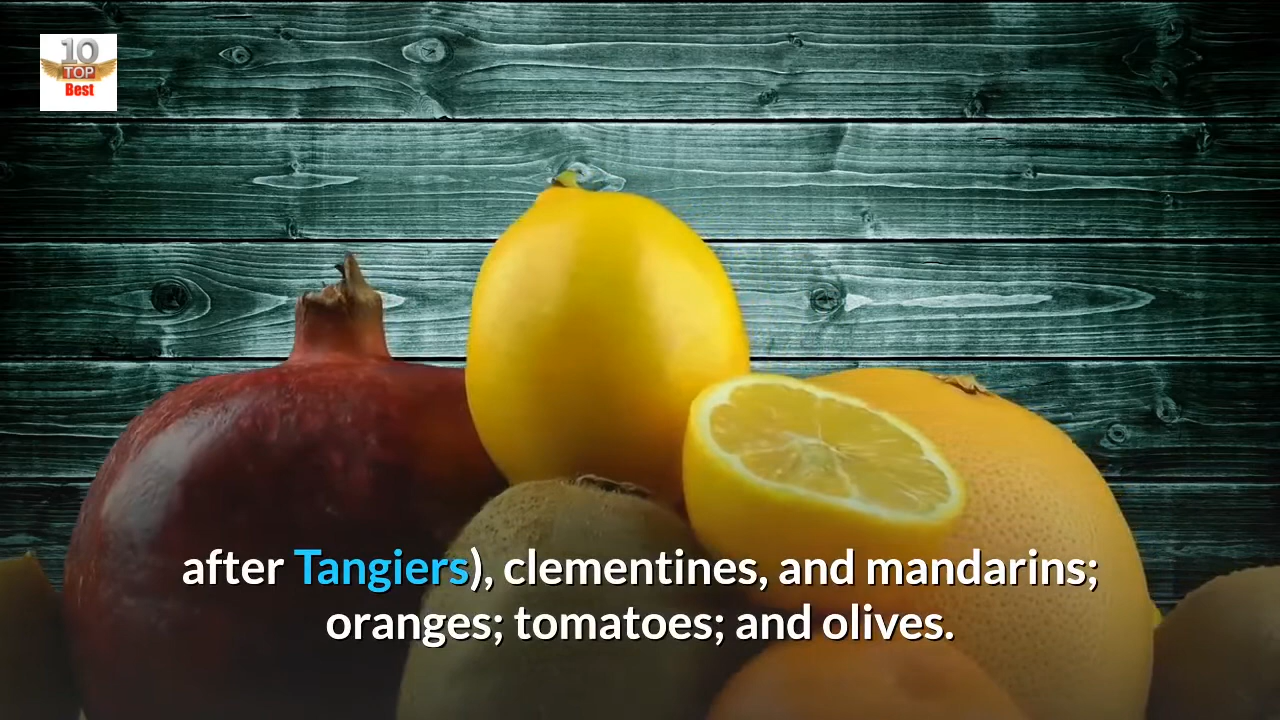 10
TOP
Best
after Tangiers), clementines, and mandarins;
oranges; tomatoes; and olives.